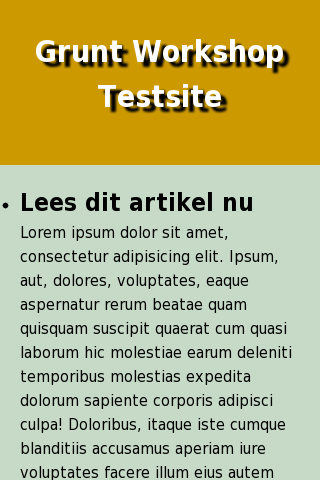 Grunt Workshop
Testsite
• Lees dit artikel nu
Lorem ipsum dolor sit amet,
consectetur adipisicing elit. Ipsum,
aut, dolores, voluptates, eaque
aspernatur rerum beatae quam
quisquam suscipit quaerat cum quasi
laborum hic molestiae earum deleniti
temporibus molestias expedita
dolorum sapiente corporis adipisci
culpa! Doloribus, itaque iste cumque
blanditiis accusamus aperiam iure
voluptates facere illum eius autem